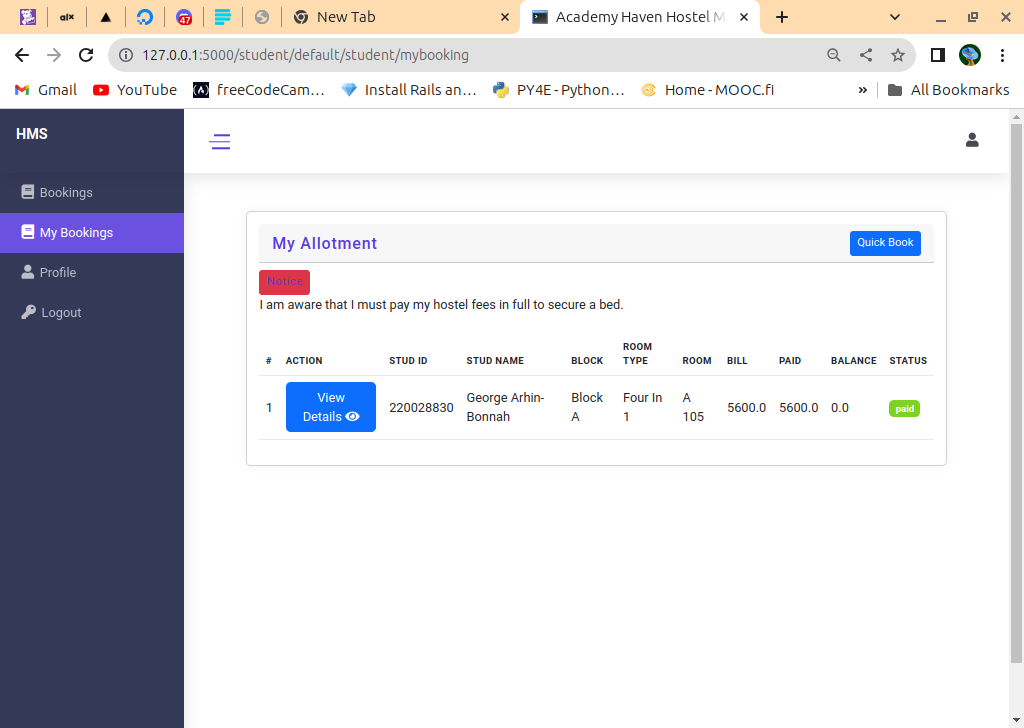 alx
47
New Tab
Academy Haven Hostel M
127.0.0.1:5000/student/default/student/mybooking
Gmail
YouTube
freeCodeCam...
Install Rails an...
PY4E - Python...
Home - MOOC.fi
»
All Bookmarks
HMS
Bookings
My Bookings
Profile
Logout
My Allotment
Quick Book
Notice
I am aware that I must pay my hostel fees in full to secure a bed.
# ACTION STUD ID STUD NAME BLOCK ROOM TYPE ROOM BILL PAID BALANCE STATUS
1 View Details 220028830 George Arhin-Bonnah Block A Four In 1 A 105 5600.0 5600.0 0.0 paid